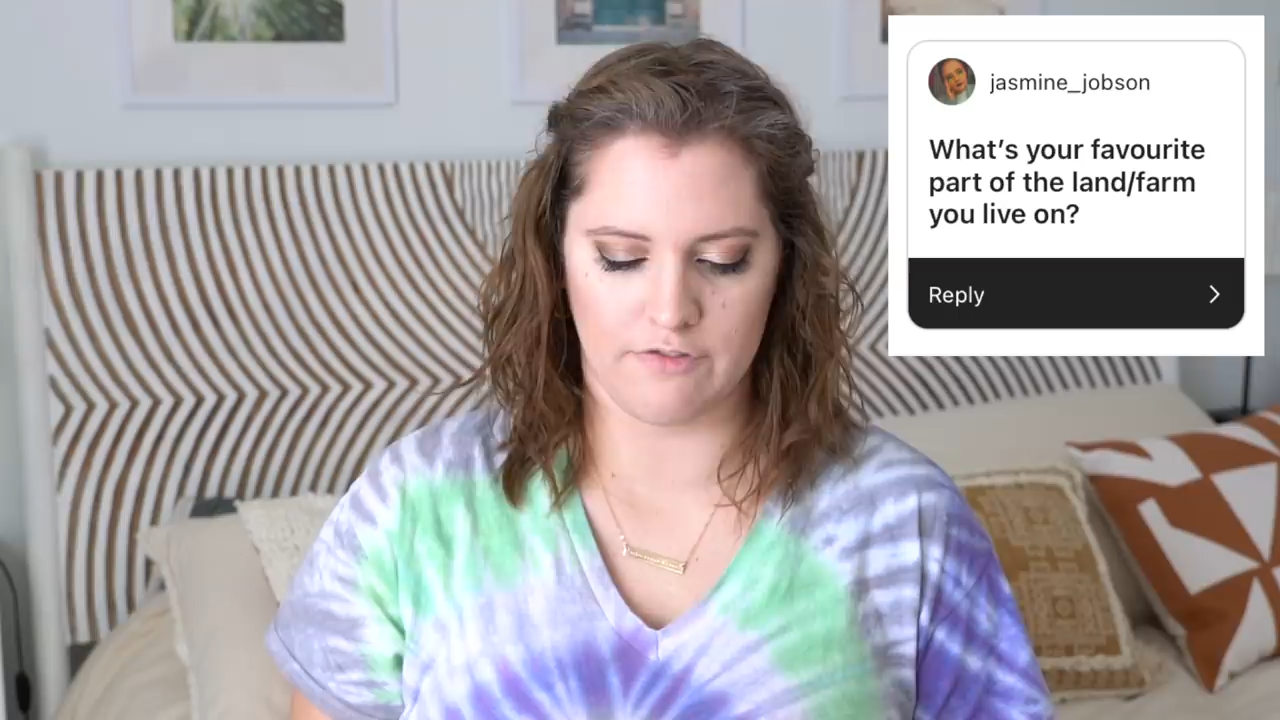 jasmine_jobson
What's your favourite
part of the land/farm
you live on?
Reply